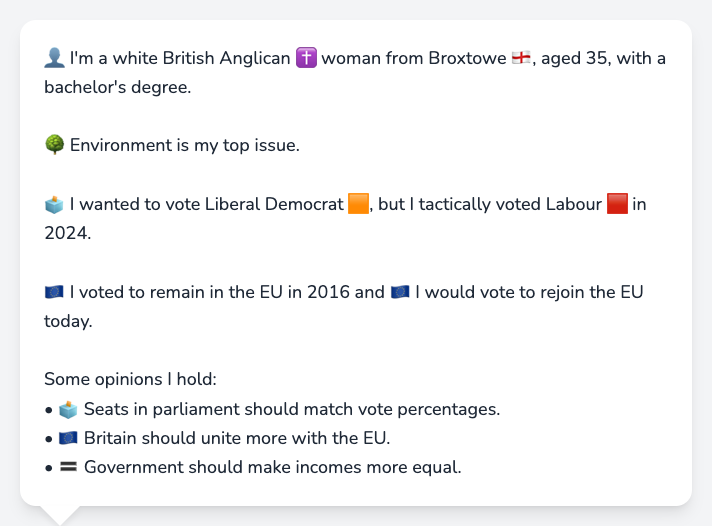 👤 I'm a white British Anglican ✝️ woman from Broxtowe 🏴󠁧󠁢󠁥󠁮󠁧󠁿, aged 35, with a
bachelor's degree.
🌳 Environment is my top issue.
🗳️ I wanted to vote Liberal Democrat 🟧, but I tactically voted Labour 🟥 in
2024.
🇪🇺 I voted to remain in the EU in 2016 and 🇪🇺 I would vote to rejoin the EU
today.
Some opinions I hold:
• 🗳️ Seats in parliament should match vote percentages.
• 🇪🇺 Britain should unite more with the EU.
• 🟰 Government should make incomes more equal.